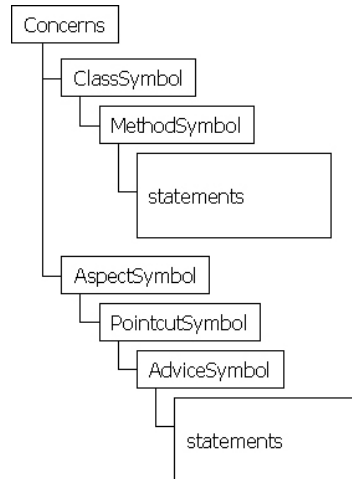 Concerns
ClassSymbol
MethodSymbol
statements
AspectSymbol
PointcutSymbol
AdviceSymbol
statements